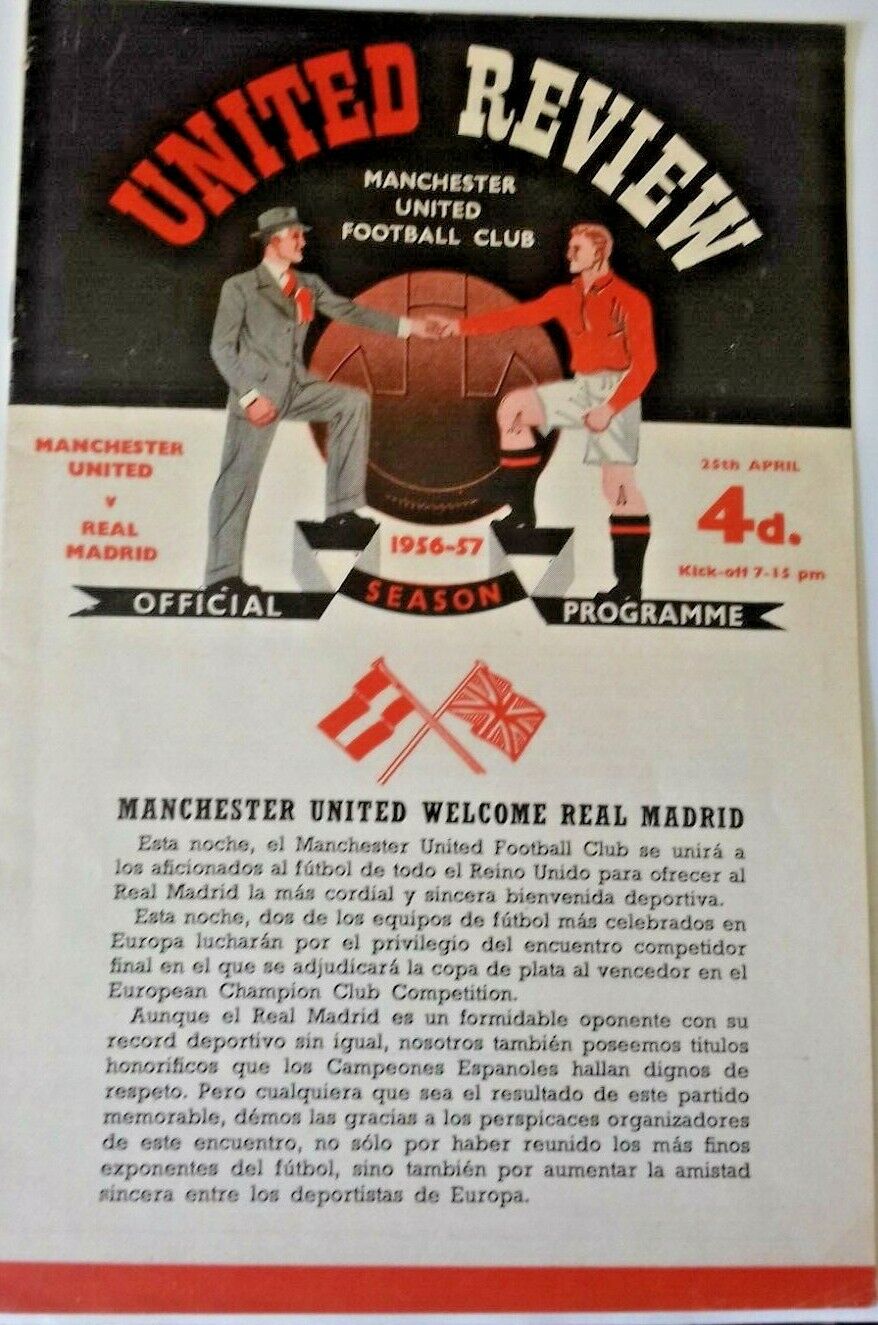 UNITED REVIEW
MANCHESTER
UNITED
FOOTBALL CLUB
MANCHESTER
UNITED
v
REAL
MADRID
25th APRIL
4d.
Kick-off 7-15 pm
1956-57
OFFICIAL SEASON PROGRAMME
MANCHESTER UNITED WELCOME REAL MADRID
Esta noche, el Manchester United Football Club se unirá a
los aficionados al fútbol de todo el Reino Unido para ofrecer al
Real Madrid la más cordial y sincera bienvenida deportiva.
Esta noche, dos de los equipos de fútbol más celebrados en
Europa lucharán por el privilegio del encuentro competidor
final en el que se adjudicará la copa de plata al vencedor en el
European Champion Club Competition.
Aunque el Real Madrid es un formidable oponente con su
record deportivo sin igual, nosotros también poseemos titulos
honorificos que los Campeones Espanoles hallan dignos de
respeto. Pero cualquiera que sea el resultado de este partido
memorable, démos las gracias a los perspicaces organizadores
de este encuentro, no sólo por haber reunido los más finos
exponentes del fútbol, sino también por aumentar la amistad
sincera entre los deportistas de Europa.